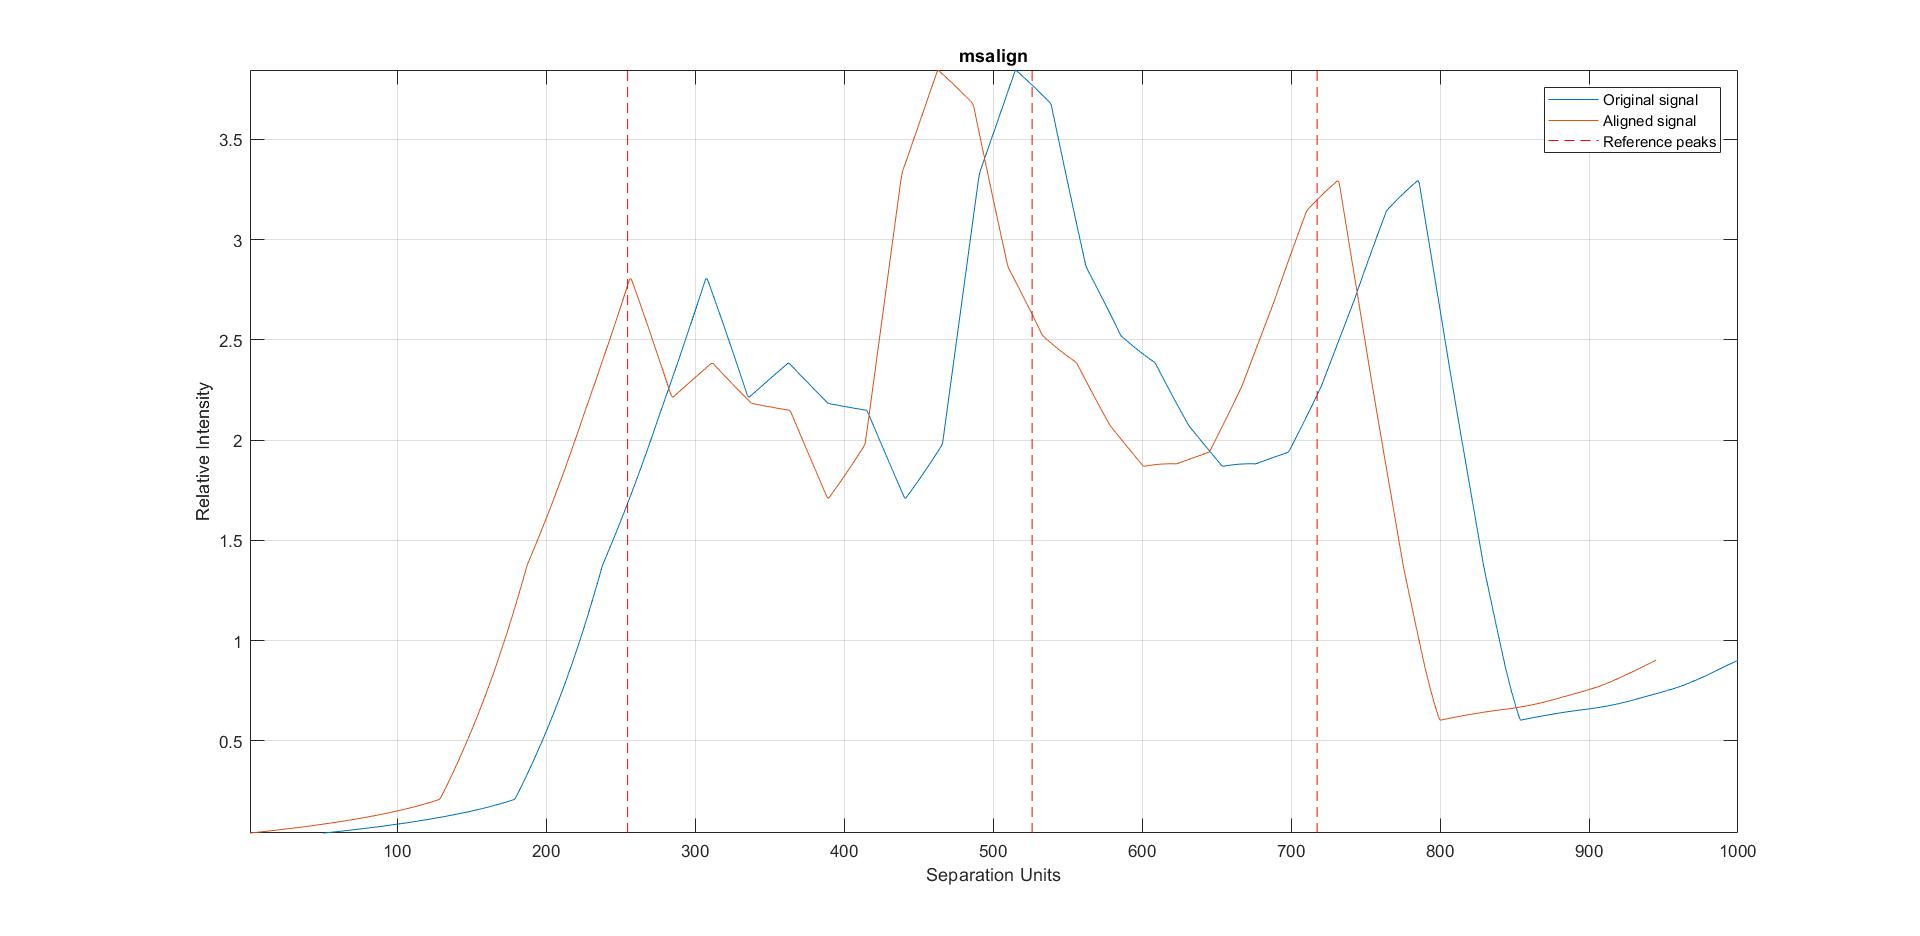 msalign
Original signal
Aligned signal
Reference peaks
3.5
3
2.5
2
1.5
1
0.5
Relative Intensity
100 200 300 400 500 600 700 800 900 1000
Separation Units